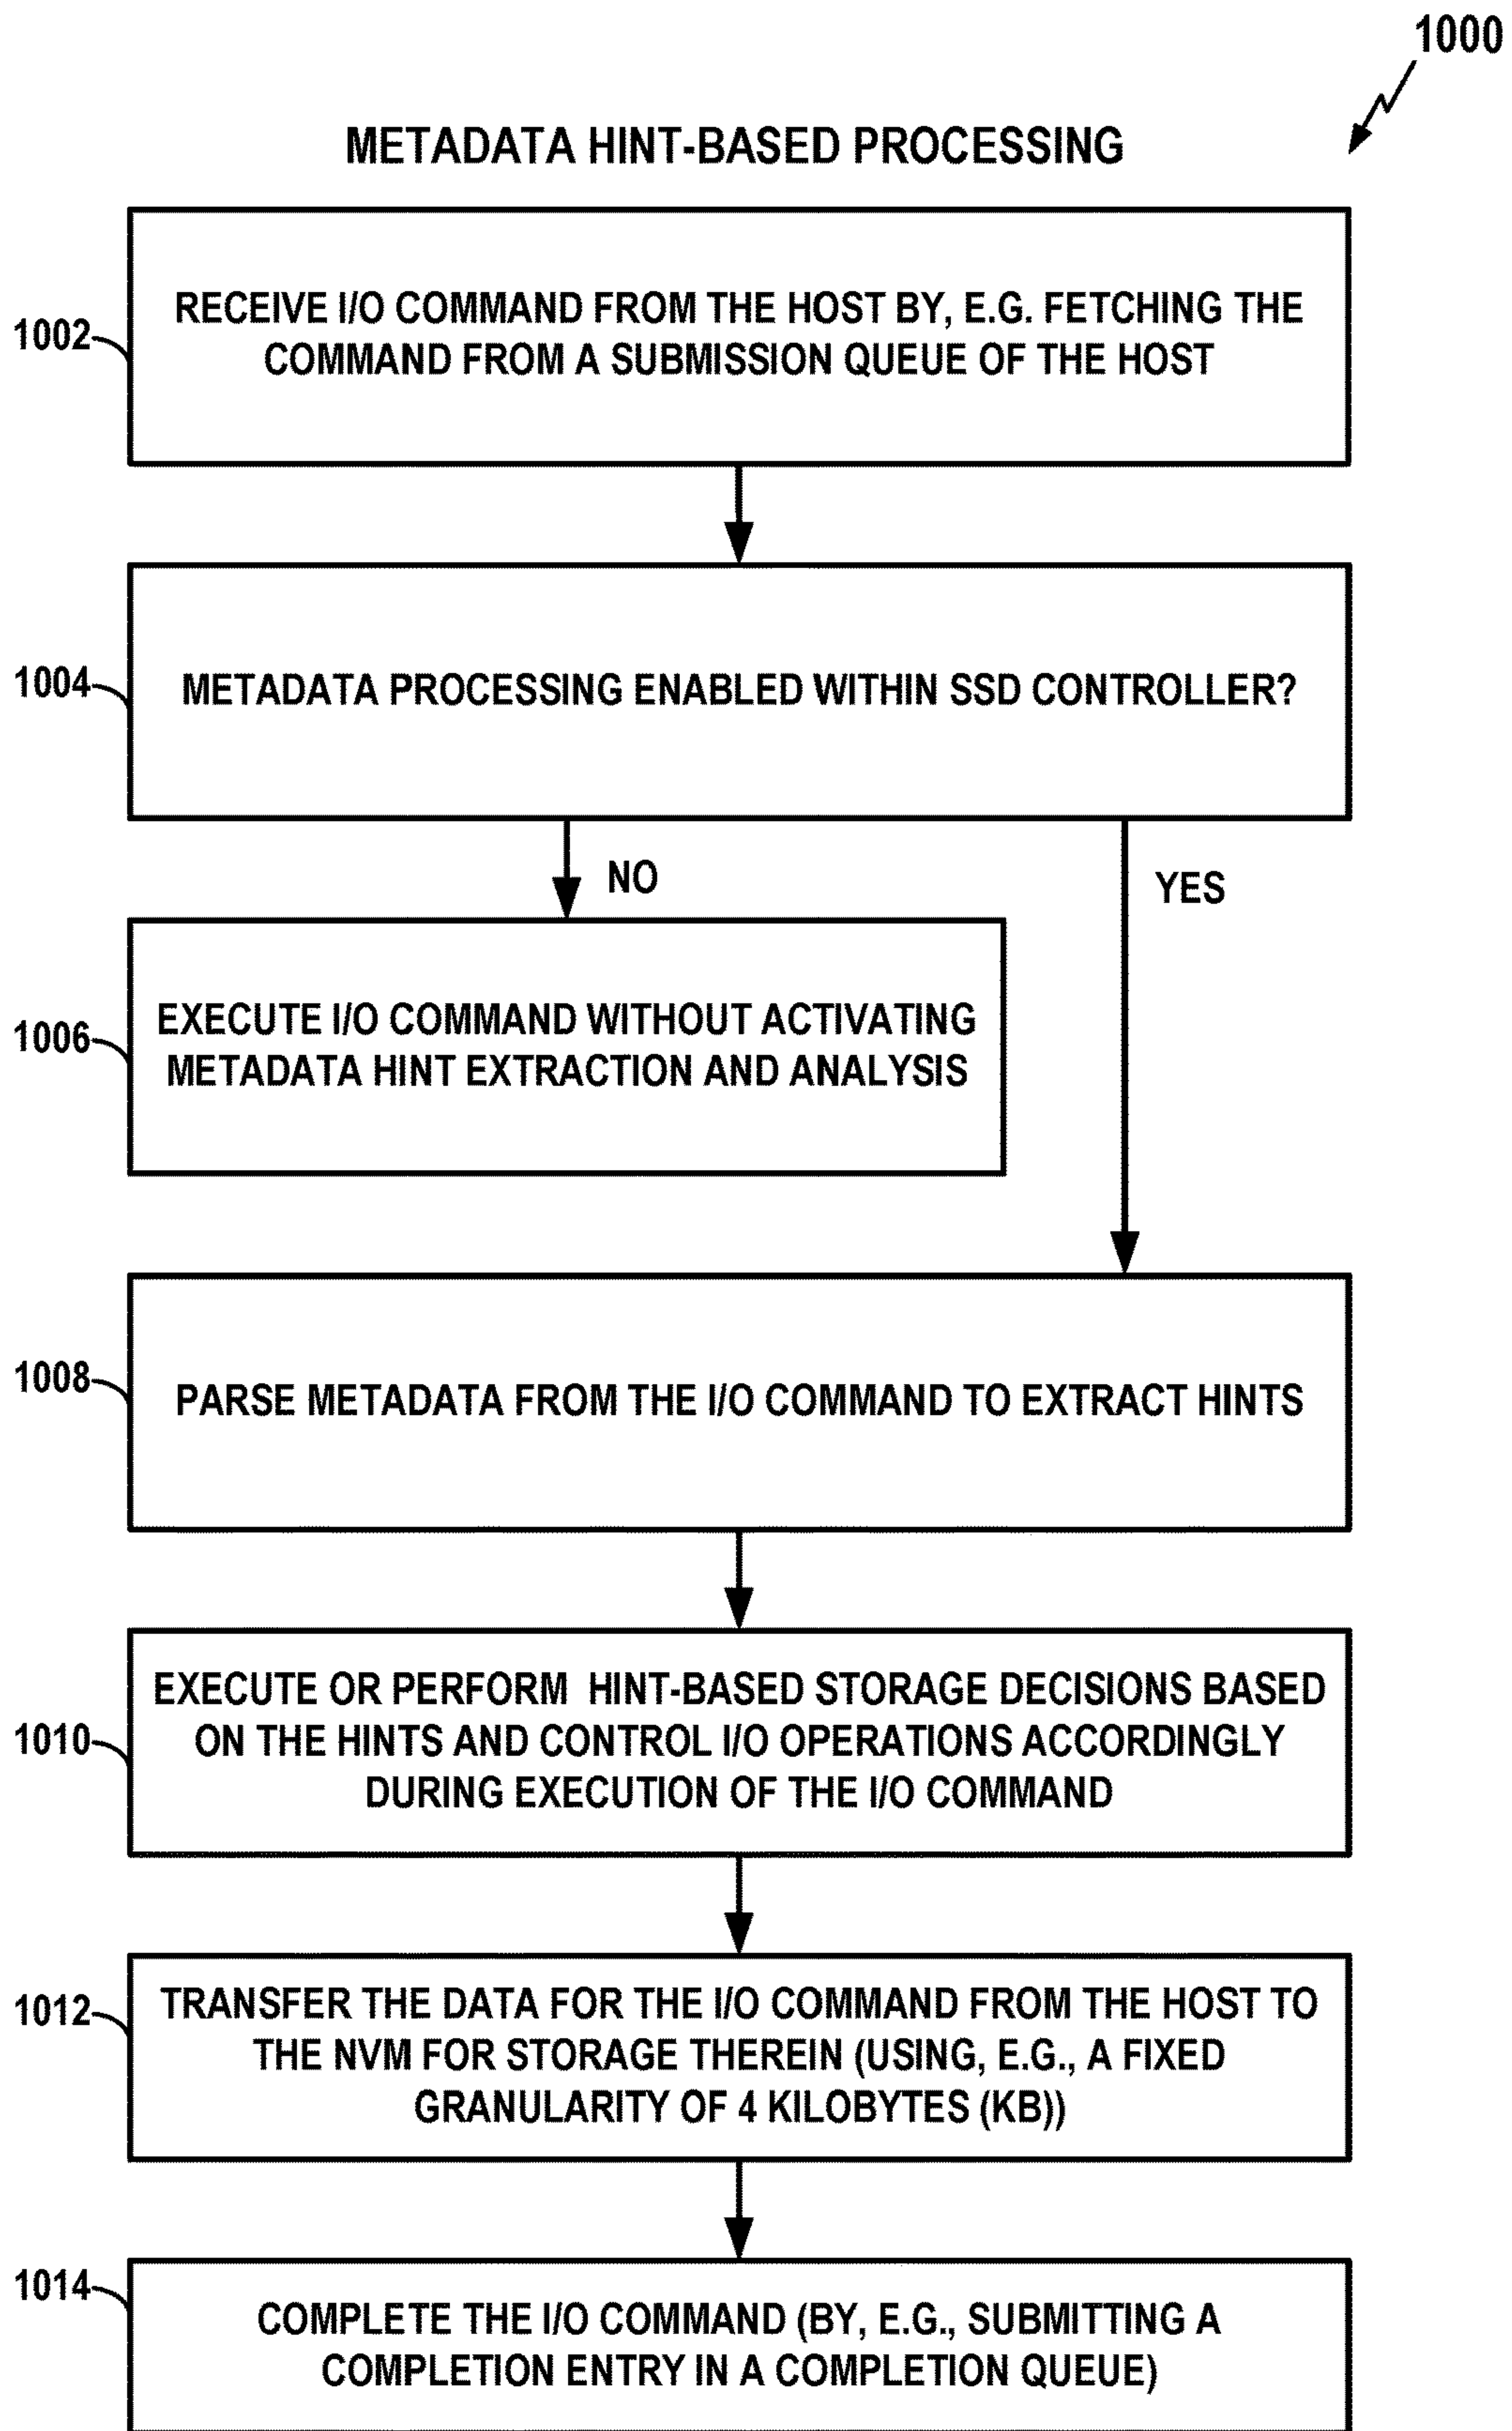 1000
METADATA HINT-BASED PROCESSING
1002
RECEIVE I/O COMMAND FROM THE HOST BY, E.G. FETCHING THE
COMMAND FROM A SUBMISSION QUEUE OF THE HOST
1004
METADATA PROCESSING ENABLED WITHIN SSD CONTROLLER?
NO
YES
1006
EXECUTE I/O COMMAND WITHOUT ACTIVATING
METADATA HINT EXTRACTION AND ANALYSIS
1008
PARSE METADATA FROM THE I/O COMMAND TO EXTRACT HINTS
1010
EXECUTE OR PERFORM HINT-BASED STORAGE DECISIONS BASED
ON THE HINTS AND CONTROL I/O OPERATIONS ACCORDINGLY
DURING EXECUTION OF THE I/O COMMAND
1012
TRANSFER THE DATA FOR THE I/O COMMAND FROM THE HOST TO
THE NVM FOR STORAGE THEREIN (USING, E.G., A FIXED
GRANULARITY OF 4 KILOBYTES (KB))
1014
COMPLETE THE I/O COMMAND (BY, E.G., SUBMITTING A
COMPLETION ENTRY IN A COMPLETION QUEUE)